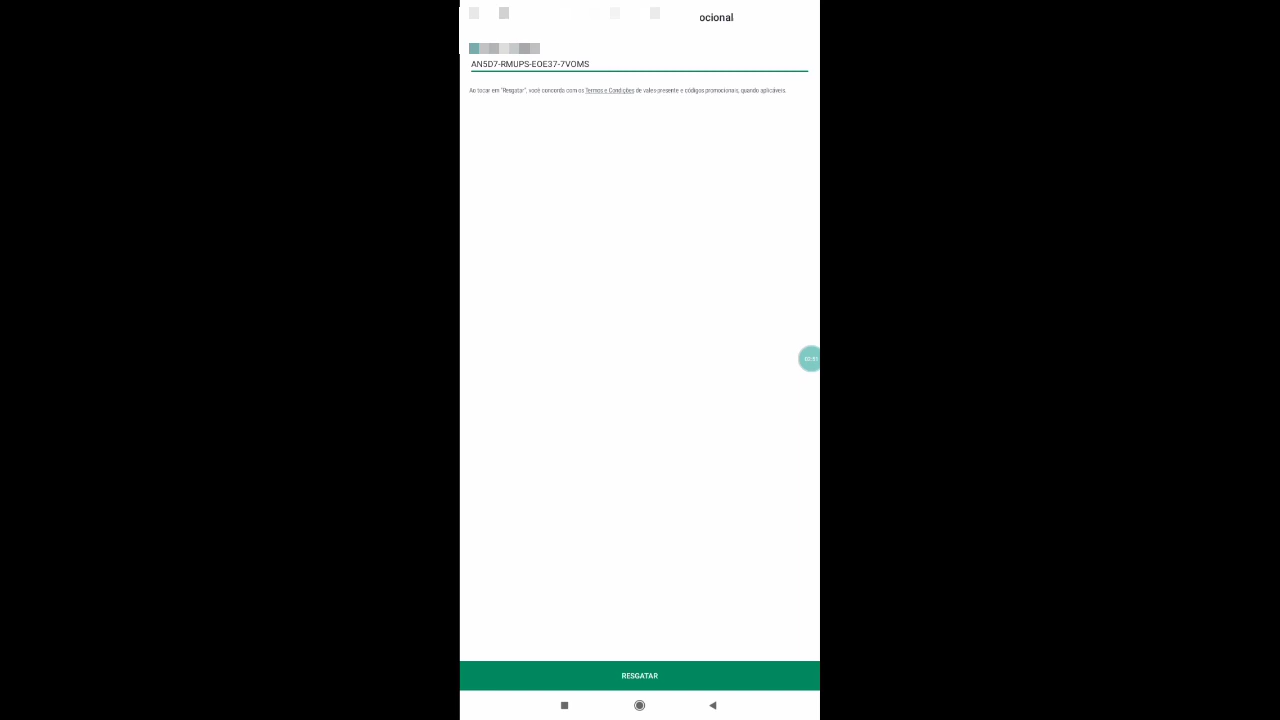 ocional
AN5D7-RMUPS-EOE37-7VOMS
Ao tocar em "Resgatar", você concorda com os Termos e Condições de vales-presente e códigos promocionais, quando aplicáveis.
RESGATAR